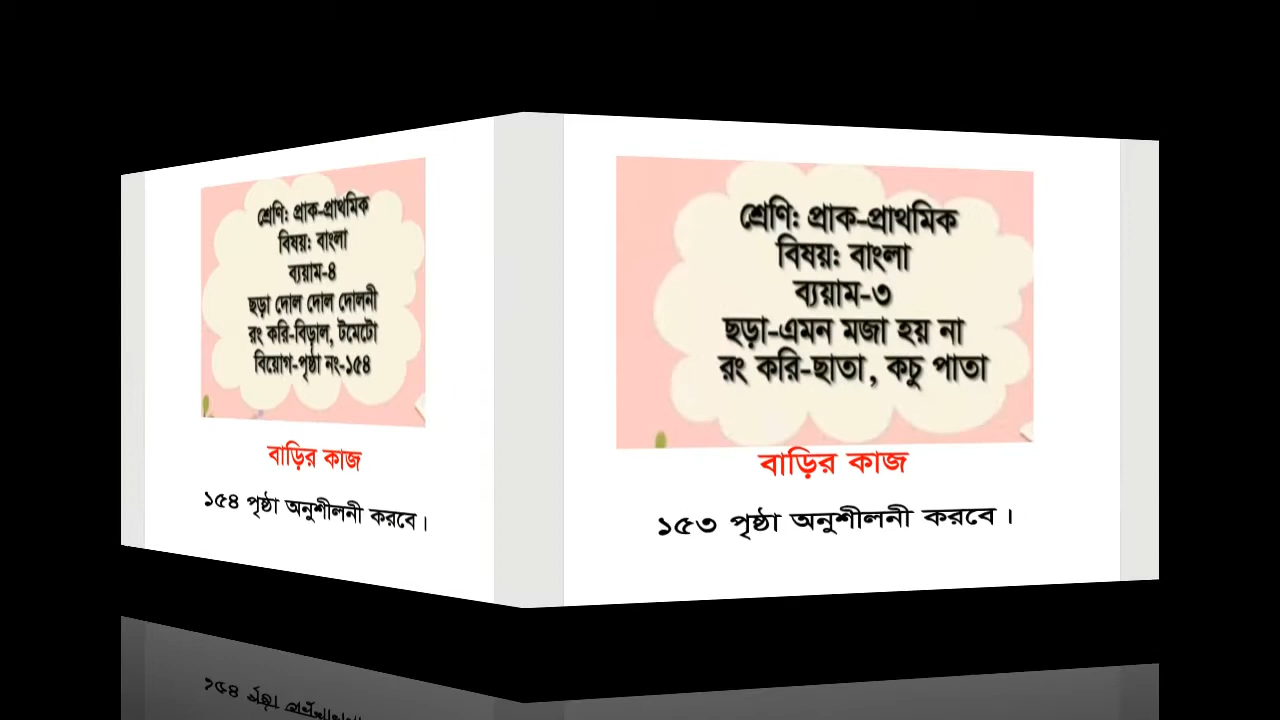 শ্রেণি: প্রাক-প্রাথমিক
বিষয়: বাংলা
ব্যয়াম-৪
ছড়া দোল দোল দোলনী
রং করি-বিড়াল, টমেটো
বিয়োগ-পৃষ্ঠা নং-১৫৪
বাড়ির কাজ
১৫৪ পৃষ্ঠা অনুশীলনী করবে।
শ্রেণি: প্রাক-প্রাথমিক
বিষয়: বাংলা
ব্যয়াম-৩
ছড়া-এমন মজা হয় না
রং করি-ছাতা, কচু পাতা
বাড়ির কাজ
১৫৩ পৃষ্ঠা অনুশীলনী করবে।